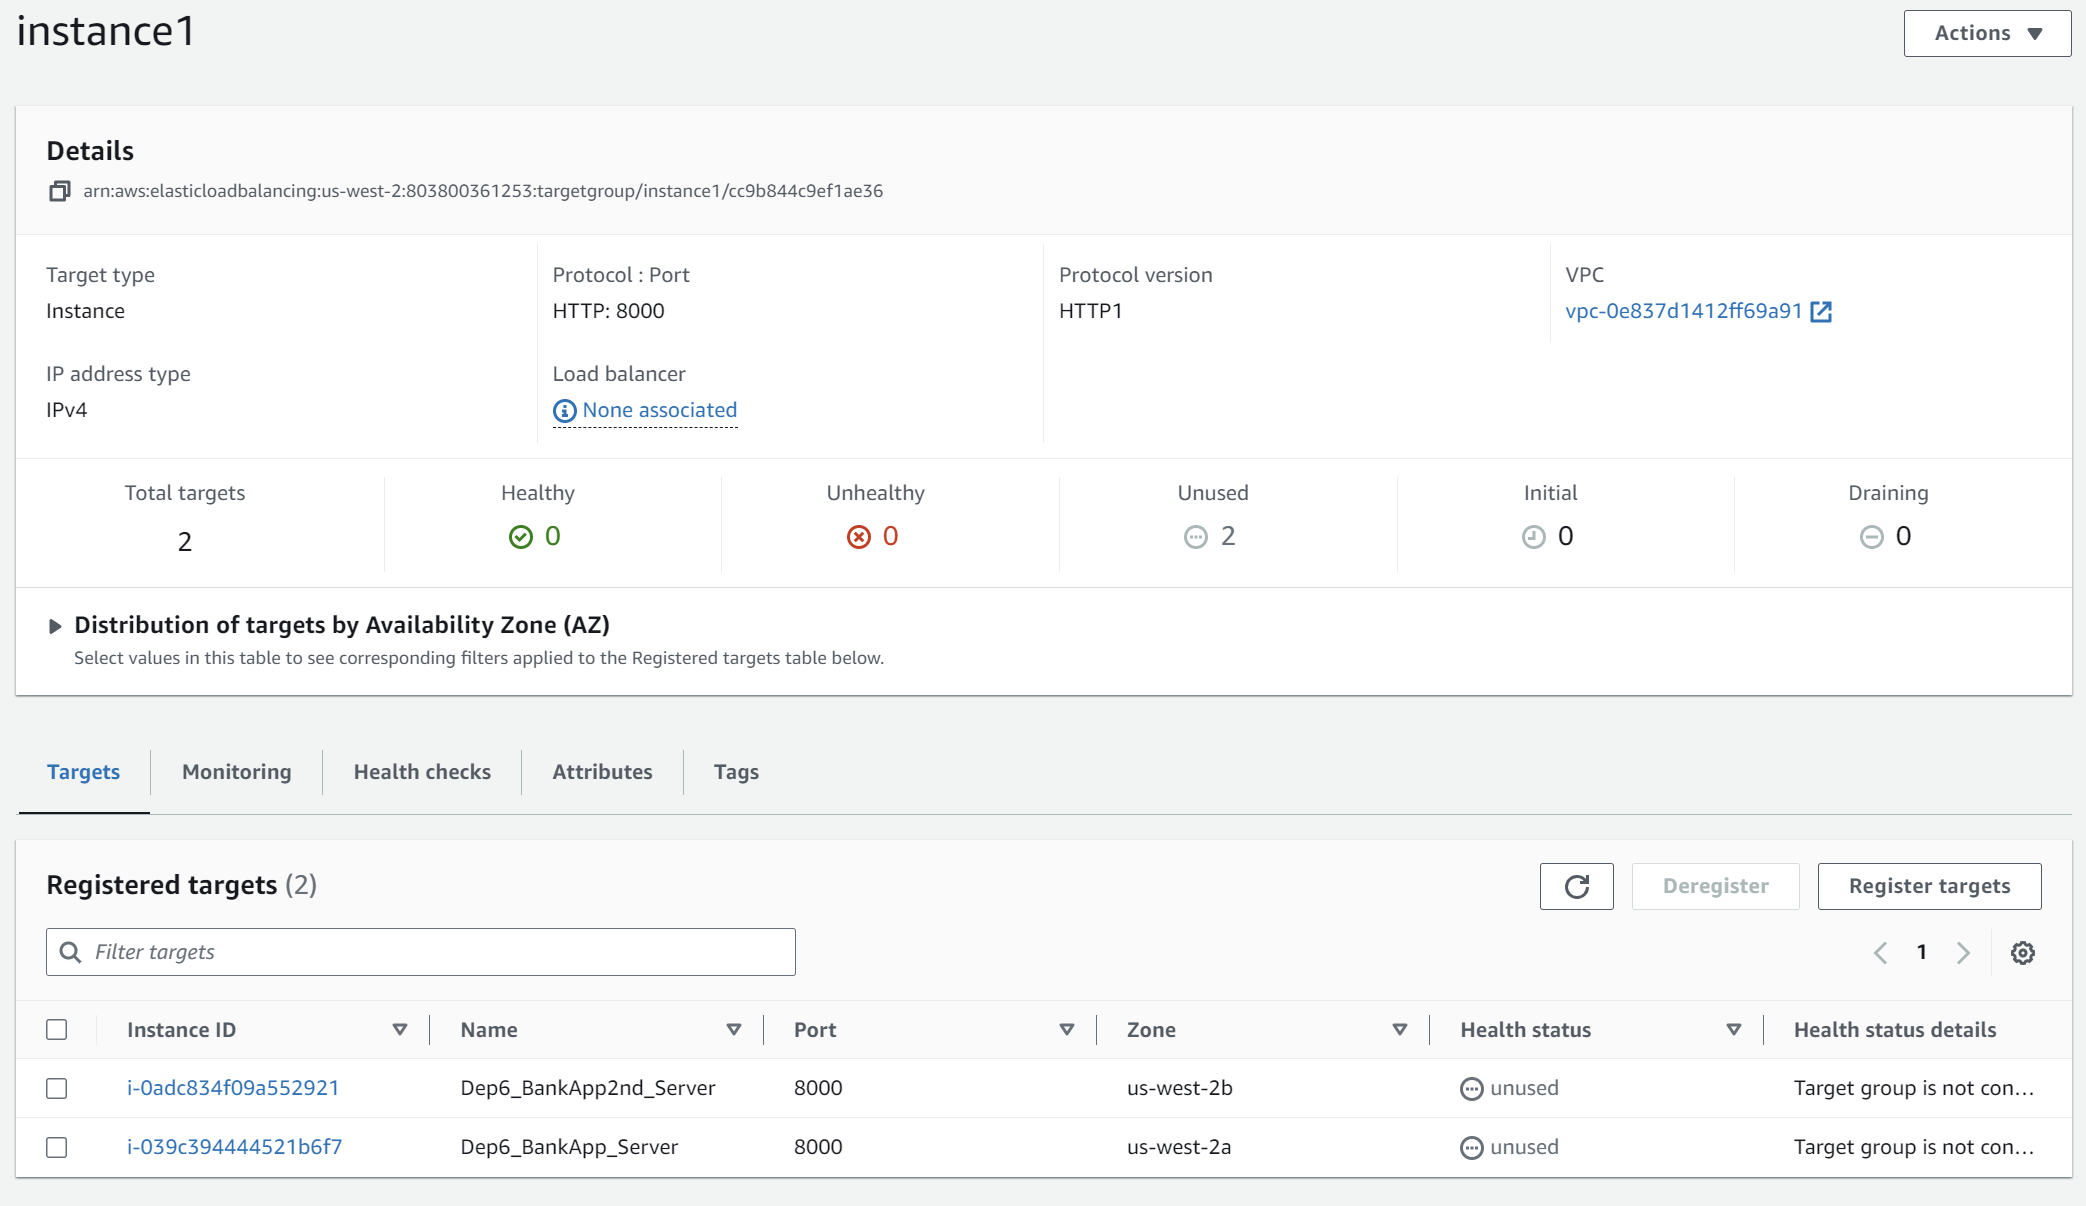 instance1
Actions
Details
arn:aws:elasticloadbalancing:us-west-2:803800361253:targetgroup/instance1/cc9b844c9ef1ae36
Target type
Instance
Protocol : Port
HTTP: 8000
Protocol version
HTTP1
VPC
vpc-0e837d1412ff69a91
IP address type
IPv4
Load balancer
None associated
Total targets
2
Healthy
0
Unhealthy
0
Unused
2
Initial
0
Draining
0
Distribution of targets by Availability Zone (AZ)
Select values in this table to see corresponding filters applied to the Registered targets table below.
Targets
Monitoring
Health checks
Attributes
Tags
Registered targets (2)
Deregister
Register targets
Filter targets
1
Instance ID
Name
Port
Zone
Health status
Health status details
i-0adc834f09a552921
Dep6_BankApp2nd_Server
8000
us-west-2b
unused
Target group is not con...
i-039c394444521b6f7
Dep6_BankApp_Server
8000
us-west-2a
unused
Target group is not con...